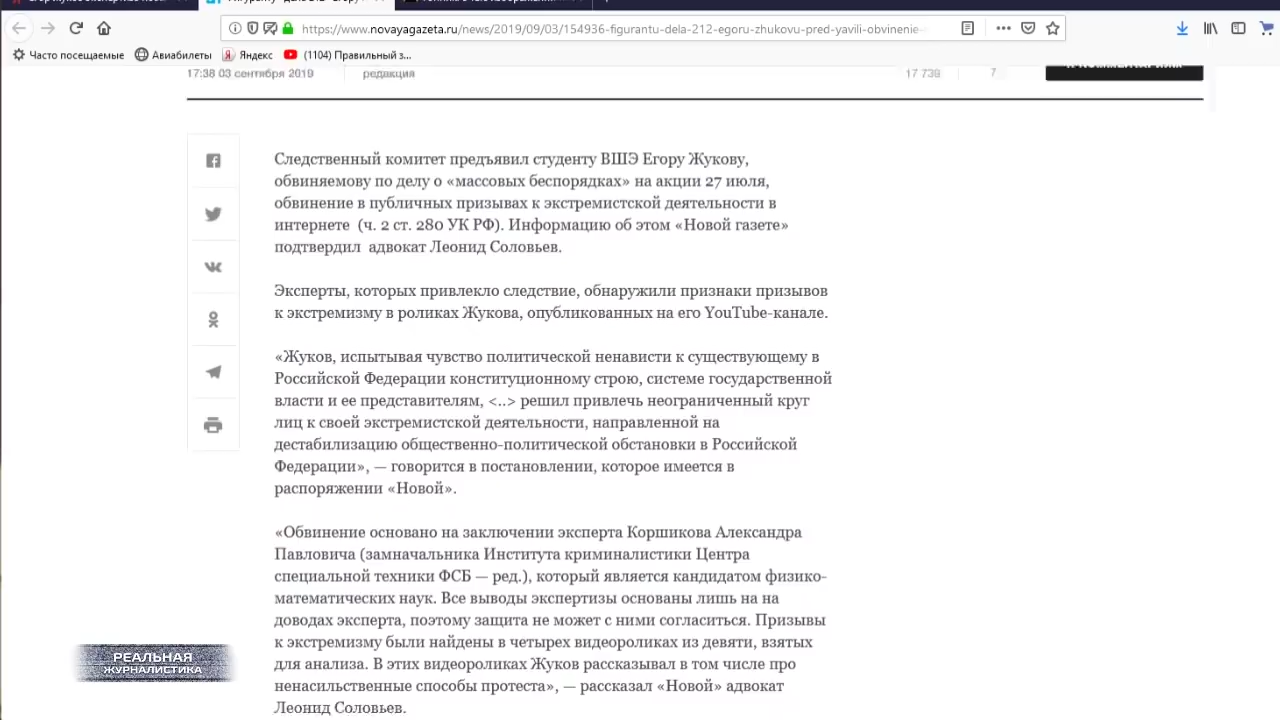 https://www.novayagazeta.ru/news/2019/09/03/154936-figurantu-dela-212-egoru-zhukovu-pred-yavili-obvinenie-
Часто посещаемые
Авиабилеты
Яндекс
(1104) Правильный з...
17:38 03 сентября 2019
редакция
17 739
7
Следственный комитет предъявил студенту ВШЭ Егору Жукову,
обвиняемову по делу о «массовых беспорядках» на акции 27 июля,
обвинение в публичных призывах к экстремистской деятельности в
интернете (ч. 2 ст. 280 УК РФ). Информацию об этом «Новой газете»
подтвердил адвокат Леонид Соловьев.
Эксперты, которых привлекло следствие, обнаружили признаки призывов
к экстремизму в роликах Жукова, опубликованных на его YouTube-канале.
«Жуков, испытывая чувство политической ненависти к существующему в
Российской Федерации конституционному строю, системе государственной
власти и ее представителям, <..> решил привлечь неограниченный круг
лиц к своей экстремистской деятельности, направленной на
дестабилизацию общественно-политической обстановки в Российской
Федерации», — говорится в постановлении, которое имеется в
распоряжении «Новой».
«Обвинение основано на заключении эксперта Коршикова Александра
Павловича (замначальника Института криминалистики Центра
специальной техники ФСБ — ред.), который является кандидатом физико-
математических наук. Все выводы экспертизы основаны лишь на на
доводах эксперта, поэтому защита не может с ними согласиться. Призывы
к экстремизму были найдены в четырех видеороликах из девяти, взятых
для анализа. В этих видеороликах Жуков рассказывал в том числе про
ненасильственные способы протеста», — рассказал «Новой» адвокат
Леонид Соловьев.
РЕАЛЬНАЯ
ЖУРНАЛИСТИКА